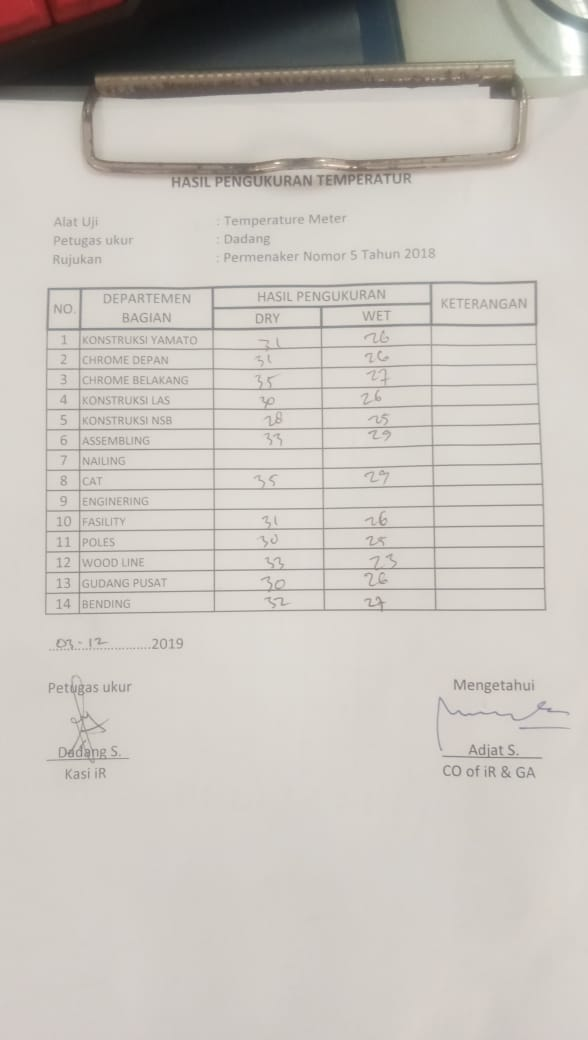 HASIL PENGUKURAN TEMPERATUR
Alat Uji : Temperature Meter
Petugas ukur : Dadang
Rujukan : Permenaker Nomor 5 Tahun 2018
NO. DEPARTEMEN BAGIAN HASIL PENGUKURAN KETERANGAN
DRY WET
1 KONSTRUKSI YAMATO 31 26
2 CHROME DEPAN 31 26
3 CHROME BELAKANG 35 27
4 KONSTRUKSI LAS 30 26
5 KONSTRUKSI NSB 28 25
6 ASSEMBLING 33 29
7 NAILING
8 CAT 35 29
9 ENGINERING
10 FASILITY 31 26
11 POLES 30 25
12 WOOD LINE 33 23
13 GUDANG PUSAT 30 26
14 BENDING 32 27
03-12 2019
Petugas ukur Mengetahui
Dadang S. Adjat S.
Kasi iR CO of iR & GA